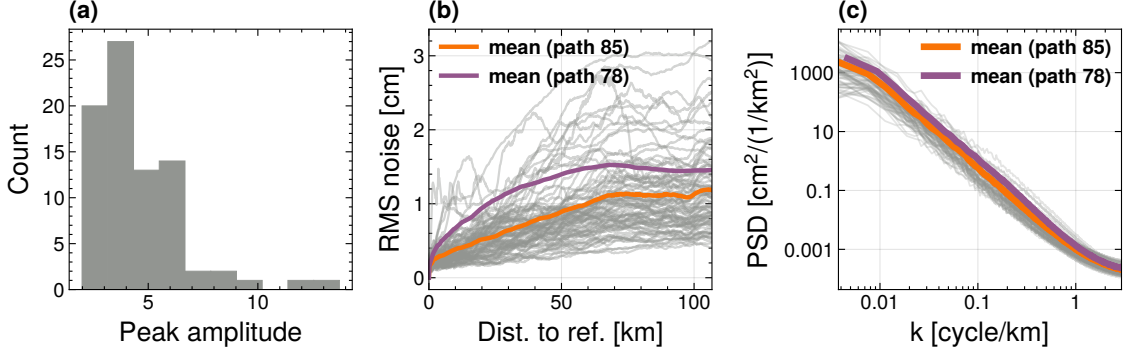 (a)
25
20
15
10
5
0
Count
5
10
Peak amplitude
(b)
mean (path 85)
mean (path 78)
3
2
1
0
RMS noise [cm]
0
50
100
Dist. to ref. [km]
(c)
mean (path 85)
mean (path 78)
1000
10
0.1
0.001
PSD [cm²/(1/km²)]
0.01
0.1
1
k [cycle/km]